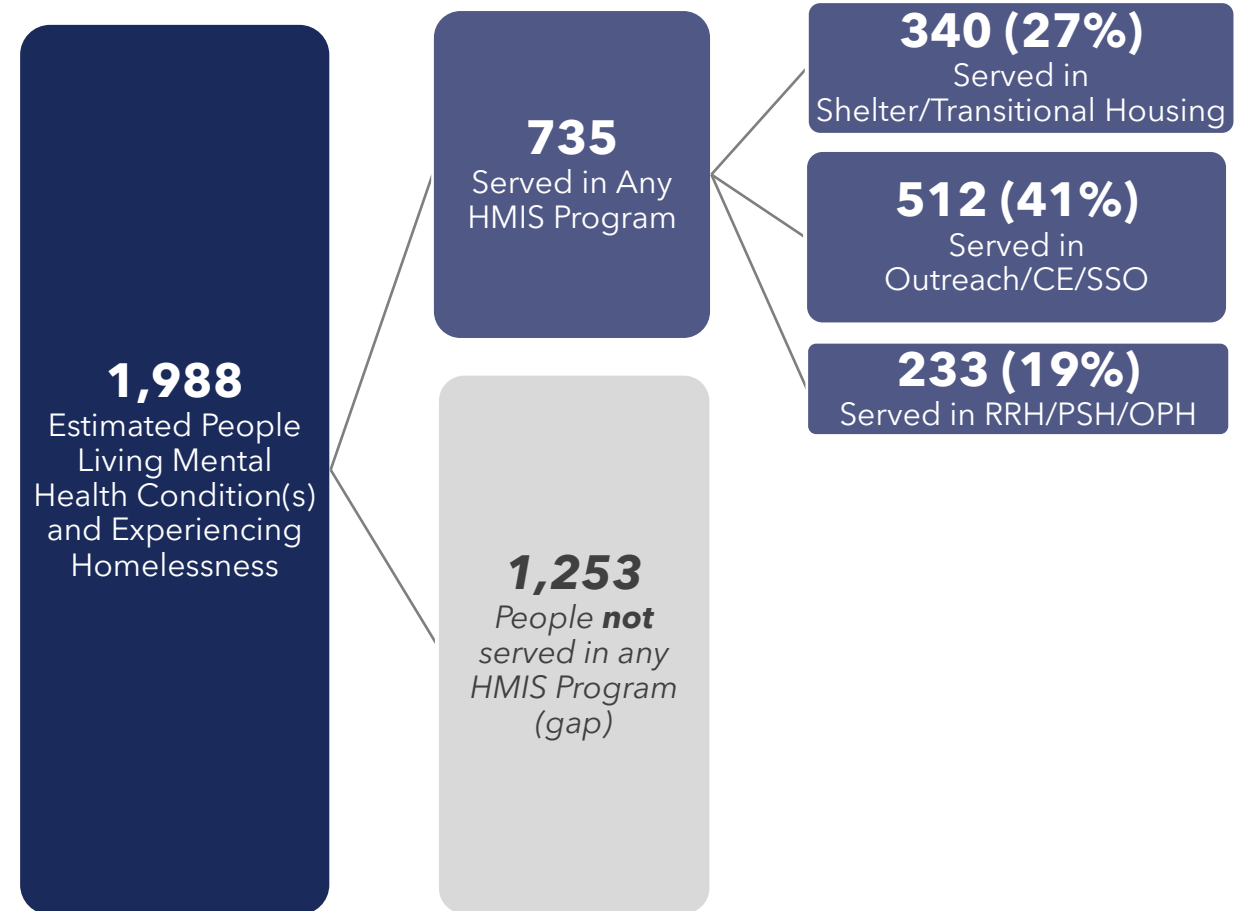 1,988
Estimated People
Living Mental
Health Condition(s)
and Experiencing
Homelessness
735
Served in Any
HMIS Program
1,253
People not
served in any
HMIS Program
(gap)
340 (27%)
Served in
Shelter/Transitional Housing
512 (41%)
Served in
Outreach/CE/SSO
233 (19%)
Served in RRH/PSH/OPH